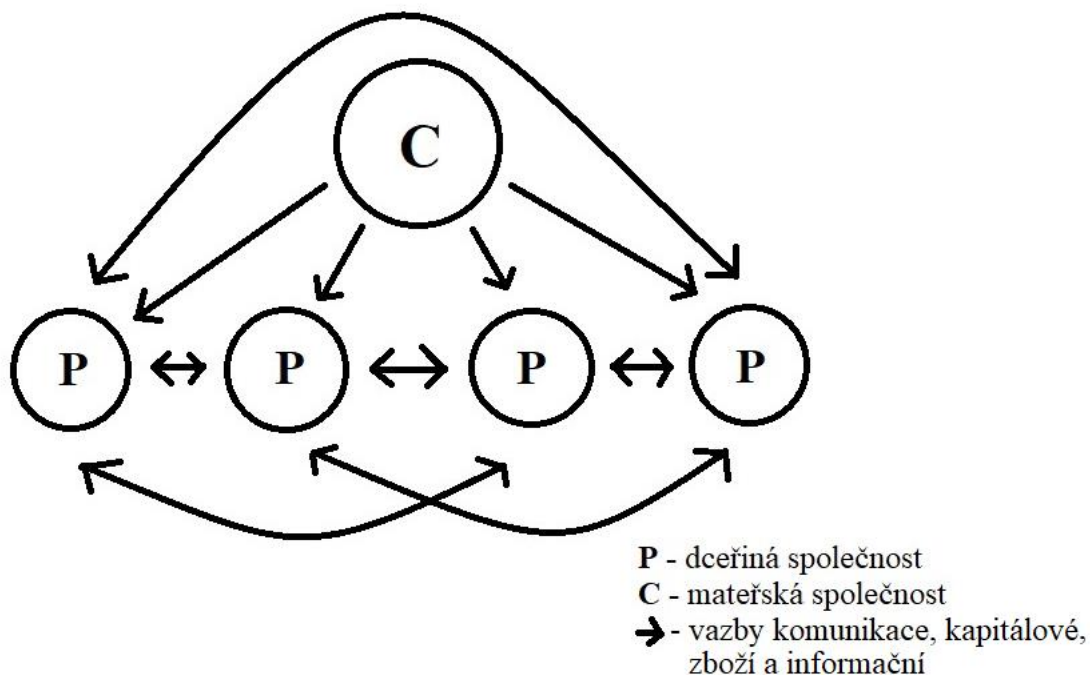 C
P P P P
P - dceřiná společnost
C - mateřská společnost
- vazby komunikace, kapitálové,
zboží a informační